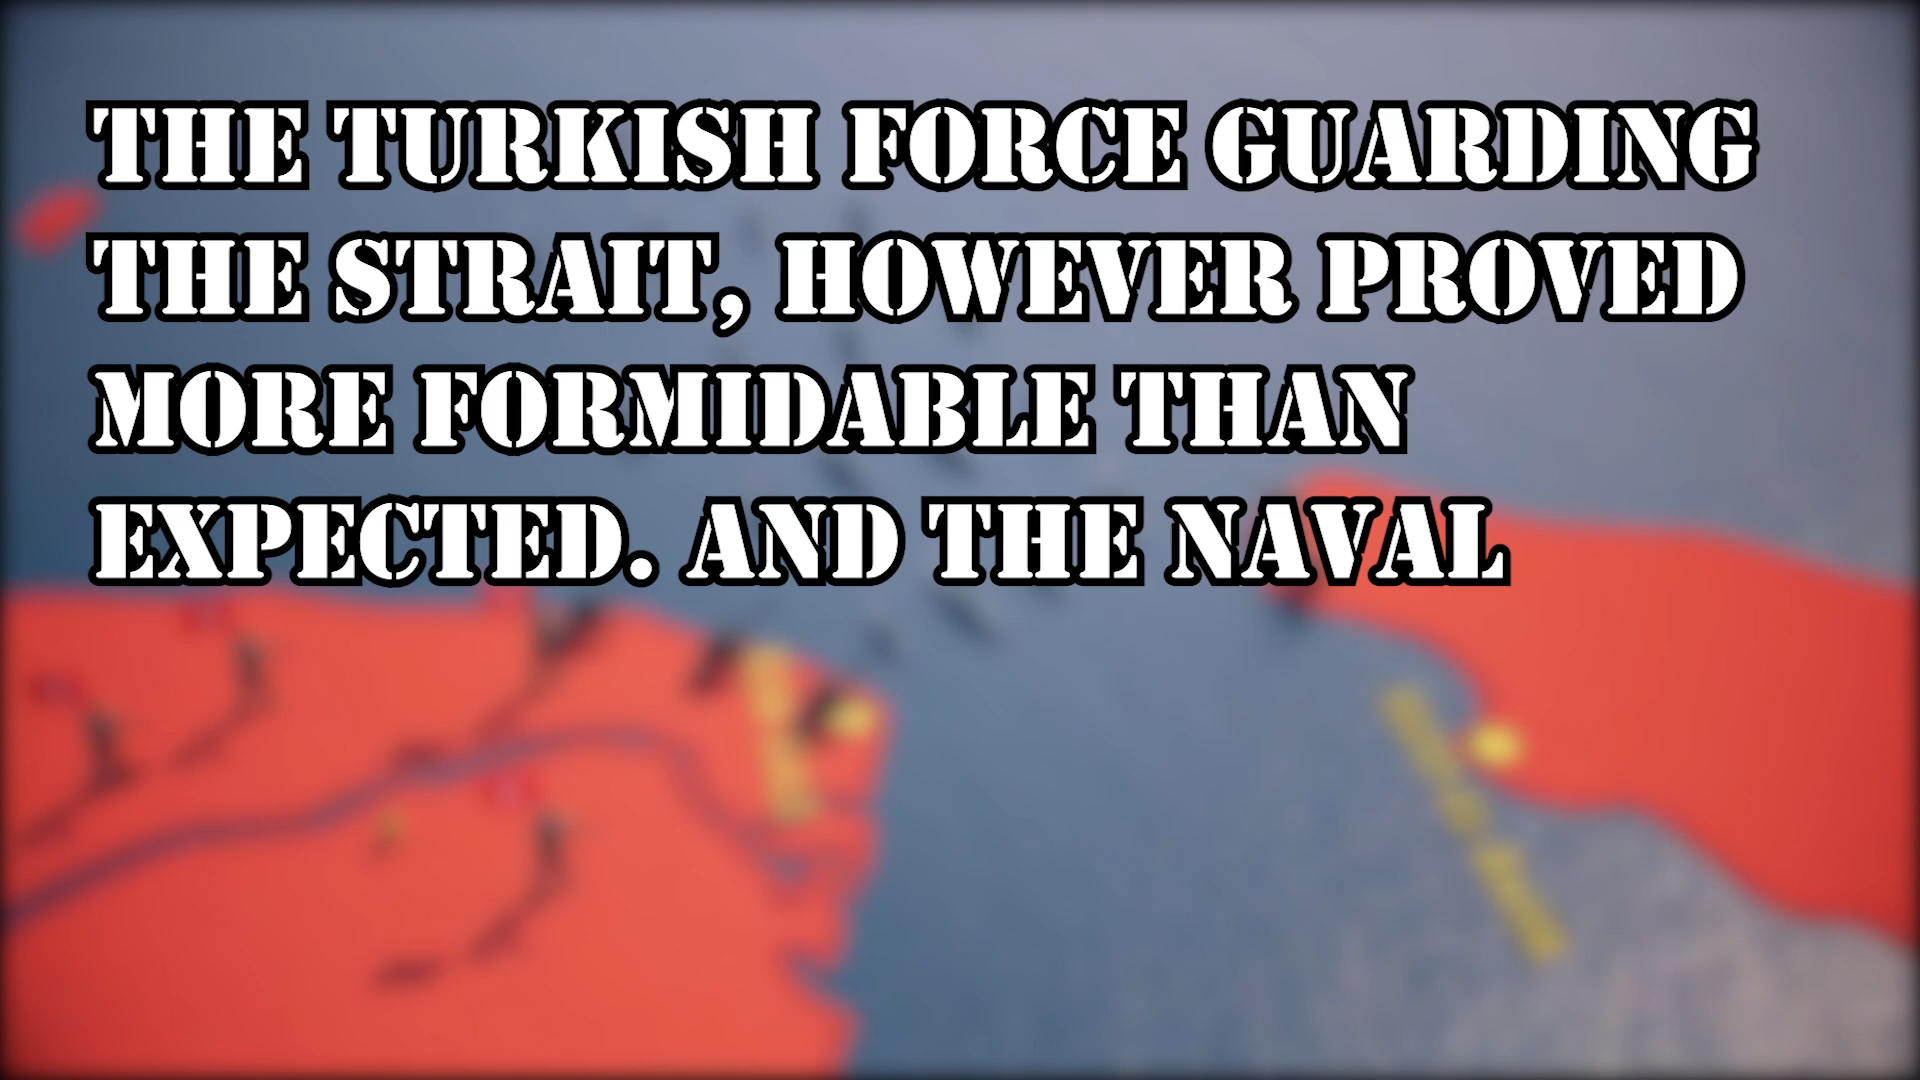 THE TURKISH FORCE GUARDING
THE STRAIT, HOWEVER PROVED
MORE FORMIDABLE THAN
EXPECTED. AND THE NAVAL